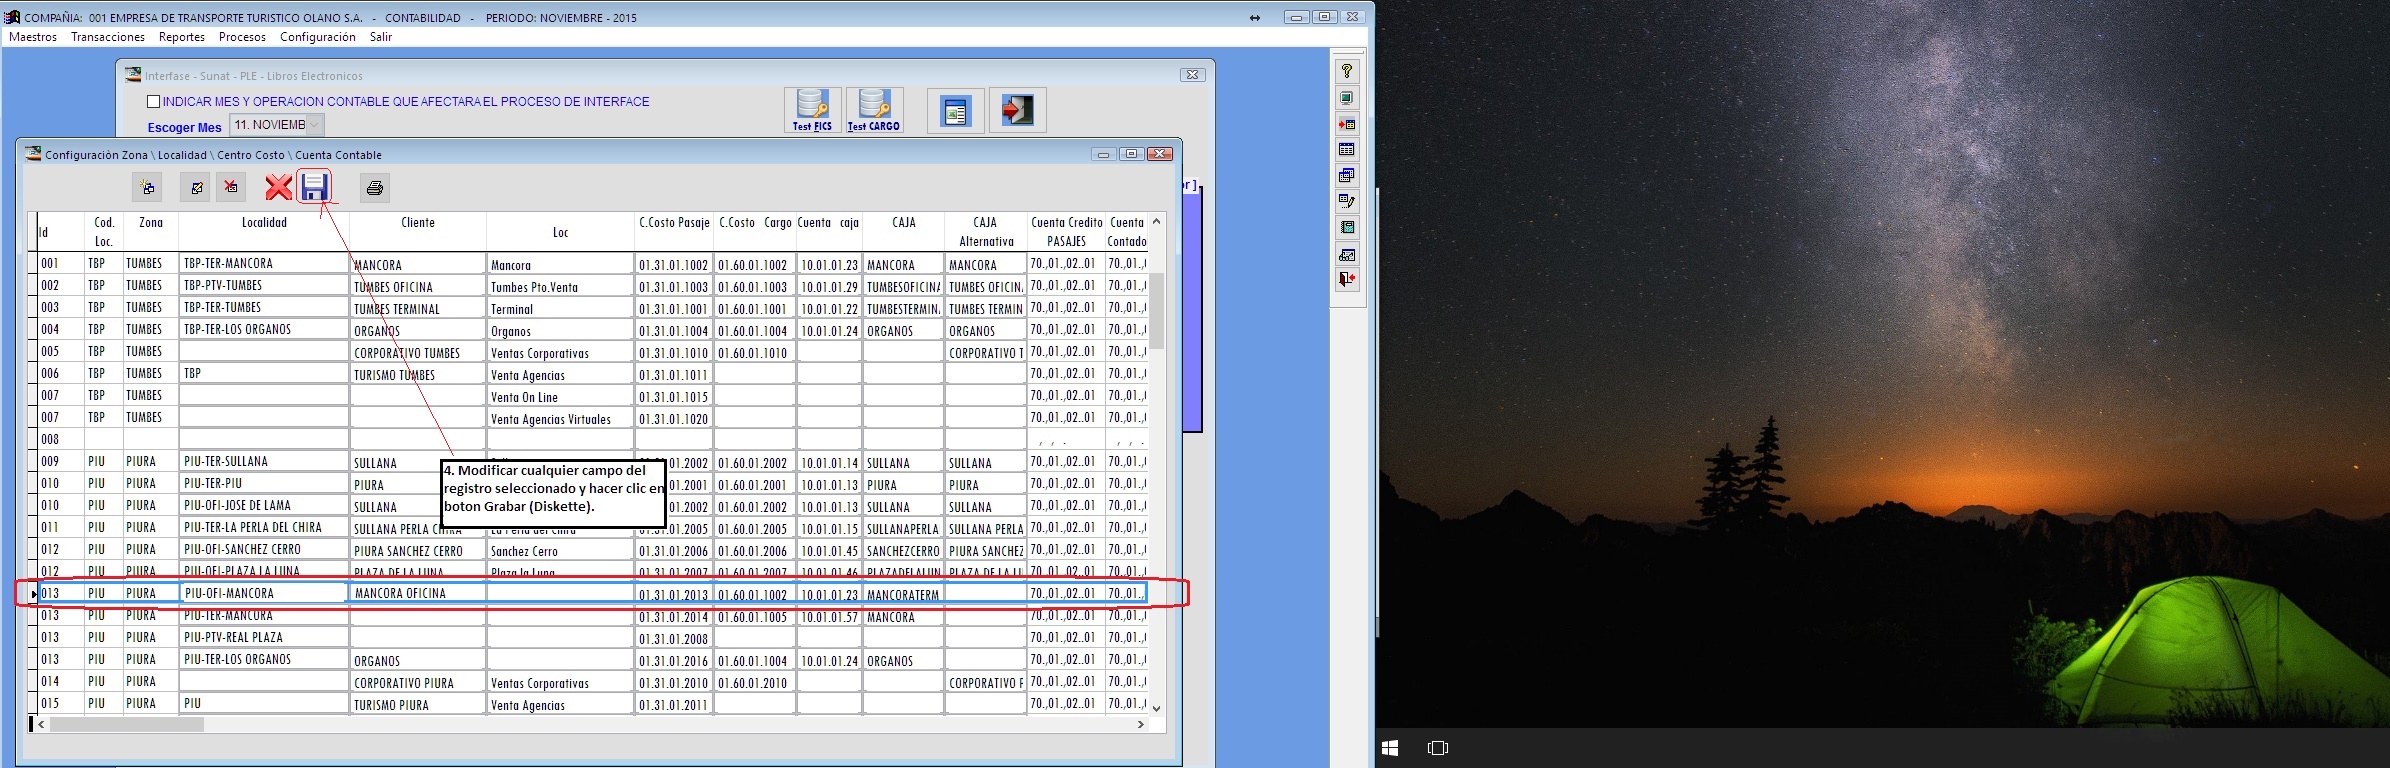 COMPAÑIA: 001 EMPRESA DE TRANSPORTE TURISTICO OLANO S.A. - CONTABILIDAD - PERIODO: NOVIEMBRE - 2015
Maestros Transacciones Reportes Procesos Configuración Salir
Interfase - Sunat - PLE - Libros Electronicos
INDICAR MES Y OPERACION CONTABLE QUE AFECTARA EL PROCESO DE INTERFACE
Test FICS Test CARGO
Escoger Mes 11. NOVIEMB
Configuraciòn Zona \ Localidad \ Centro Costo \ Cuenta Contable
or]
Id Cod. Loc. Zona Localidad Cliente Loc C.Costo Pasaje C.Costo Cargo Cuenta caja CAJA CAJA Alternativa Cuenta Credito PASAJES Cuenta Contado
001 TBP TUMBES TBP-TER-MANCORA MANCORA Mancora 01.31.01.1002 01.60.01.1002 10.01.01.23 MANCORA MANCORA 70.,01.,02..01 70.,01.,
002 TBP TUMBES TBP-PTV-TUMBES TUMBES OFICINA Tumbes Pto.Venta 01.31.01.1003 01.60.01.1003 10.01.01.29 TUMBESOFICINA TUMBES OFICIN 70.,01.,02..01 70.,01.,
003 TBP TUMBES TBP-TER-TUMBES TUMBES TERMINAL Terminal 01.31.01.1001 01.60.01.1001 10.01.01.22 TUMBESTERMIN TUMBES TERMIN 70.,01.,02..01 70.,01.,
004 TBP TUMBES TBP-TER-LOS ORGANOS ORGANOS Organos 01.31.01.1004 01.60.01.1004 10.01.01.24 ORGANOS ORGANOS 70.,01.,02..01 70.,01.,
005 TBP TUMBES CORPORATIVO TUMBES Ventas Corporativas 01.31.01.1010 01.60.01.1010 CORPORATIVO T 70.,01.,02..01 70.,01.,
006 TBP TUMBES TBP TURISMO TUMBES Venta Agencias 01.31.01.1011 70.,01.,02..01 70.,01.,
007 TBP TUMBES Venta On Line 01.31.01.1015 70.,01.,02..01 70.,01.,
007 TBP TUMBES Venta Agencias Virtuales 01.31.01.1020 70.,01.,02..01 70.,01.,
008 , , . , , .
009 PIU PIURA PIU-TER-SULLANA SULLANA .2002 01.60.01.2002 10.01.01.14 SULLANA SULLANA 70.,01.,02..01 70.,01.,
010 PIU PIURA PIU-TER-PIU PIURA .2001 01.60.01.2001 10.01.01.13 PIURA PIURA 70.,01.,02..01 70.,01.,
010 PIU PIURA PIU-OFI-JOSE DE LAMA SULLANA .2002 01.60.01.2002 10.01.01.13 SULLANA SULLANA 70.,01.,02..01 70.,01.,
011 PIU PIURA PIU-TER-LA PERLA DEL CHIRA SULLANA PERLA CHIRA La Perla del Chira 01.31.01.2005 01.60.01.2005 10.01.01.15 SULLANAPERLA SULLANA PERLA 70.,01.,02..01 70.,01.,
012 PIU PIURA PIU-OFI-SANCHEZ CERRO PIURA SANCHEZ CERRO Sanchez Cerro 01.31.01.2006 01.60.01.2006 10.01.01.45 SANCHEZCERRO PIURA SANCHEZ 70.,01.,02..01 70.,01.,
012 PIU PIURA PIU-OFI-PLAZA LA LUNA PLAZA DE LA LUNA Plaza la Luna 01.31.01.2007 01.60.01.2007 10.01.01.46 PLAZADELALUN PLAZA DE LA LU 70.,01.,02..01 70.,01.,
013 PIU PIURA PIU-OFI-MANCORA MANCORA OFICINA 01.31.01.2013 01.60.01.1002 10.01.01.23 MANCORATERM 70.,01.,02..01 70.,01.,
013 PIU PIURA PIU-TER-MANCORA 01.31.01.2014 01.60.01.1005 10.01.01.57 MANCORA 70.,01.,02..01 70.,01.,
013 PIU PIURA PIU-PTV-REAL PLAZA 01.31.01.2008 70.,01.,02..01 70.,01.,
013 PIU PIURA PIU-TER-LOS ORGANOS ORGANOS 01.31.01.2016 01.60.01.1004 10.01.01.24 ORGANOS 70.,01.,02..01 70.,01.,
014 PIU PIURA CORPORATIVO PIURA Ventas Corporativas 01.31.01.2010 01.60.01.2010 CORPORATIVO P 70.,01.,02..01 70.,01.,
015 PIU PIURA PIU TURISMO PIURA Venta Agencias 01.31.01.2011 70.,01.,02..01 70.,01.,
4. Modificar cualquier campo del
registro seleccionado y hacer clic en
boton Grabar (Diskette).